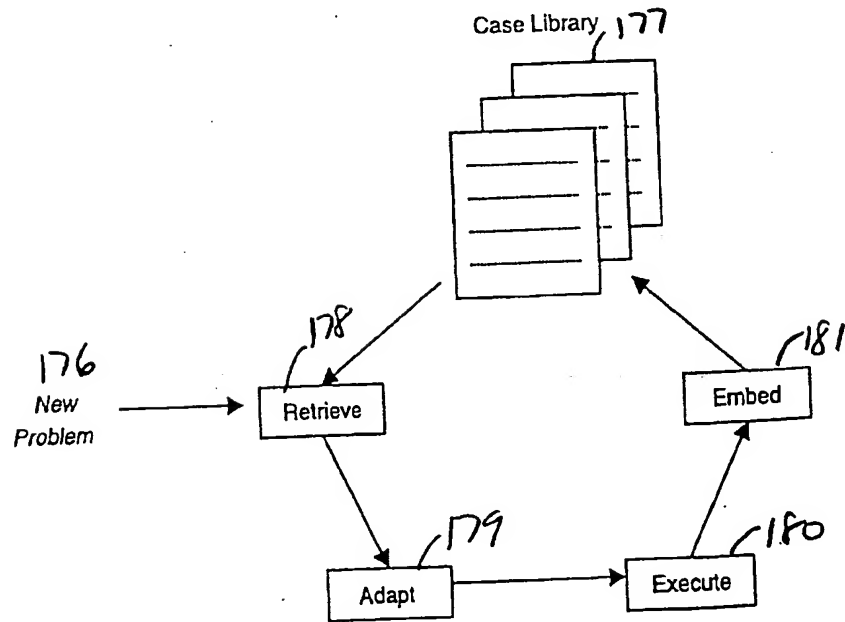 Case Library 177
178
176
New
Problem
Retrieve
181
Embed
179
Adapt
180
Execute